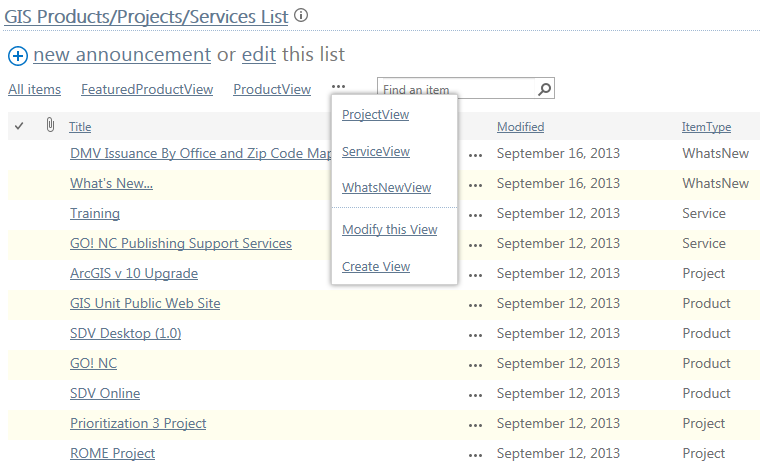 GIS Products/Projects/Services List
new announcement or edit this list
All items FeaturedProductView ProductView ••• Find an item
ProjectView
ServiceView
WhatsNewView
Modify this View
Create View
Title Modified ItemType
DMV Issuance By Office and Zip Code Map ••• September 16, 2013 WhatsNew
What's New... ••• September 16, 2013 WhatsNew
Training ••• September 12, 2013 Service
GO! NC Publishing Support Services ••• September 12, 2013 Service
ArcGIS v 10 Upgrade ••• September 12, 2013 Project
GIS Unit Public Web Site ••• September 12, 2013 Product
SDV Desktop (1.0) ••• September 12, 2013 Product
GO! NC ••• September 12, 2013 Product
SDV Online ••• September 12, 2013 Product
Prioritization 3 Project ••• September 12, 2013 Project
ROME Project ••• September 12, 2013 Project